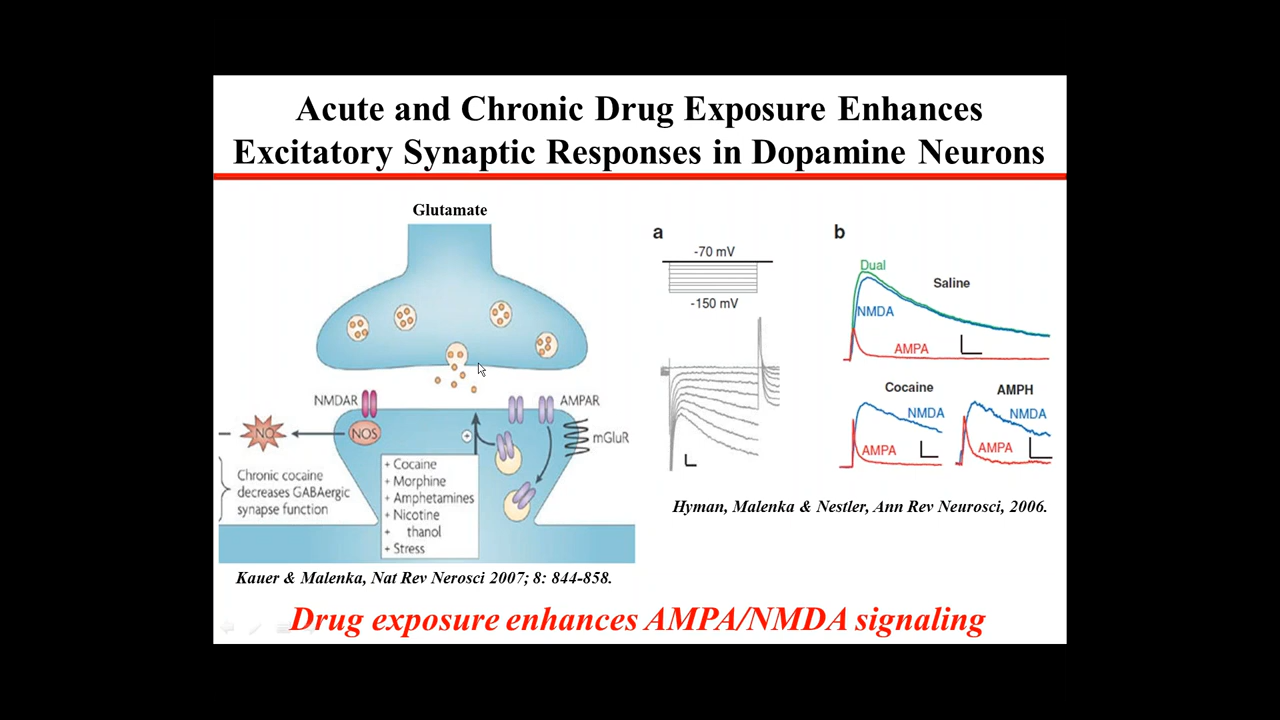 Acute and Chronic Drug Exposure Enhances
Excitatory Synaptic Responses in Dopamine Neurons
Glutamate
NMDAR
AMPAR
NO
NOS
mGluR
+
Chronic cocaine
decreases GABAergic
synapse function
+ Cocaine
+ Morphine
+ Amphetamines
+ Nicotine
+ thanol
+ Stress
Kauer & Malenka, Nat Rev Nerosci 2007; 8: 844-858.
a
-70 mV
-150 mV
b
Dual
Saline
NMDA
AMPA
Cocaine
NMDA
AMPA
AMPH
NMDA
AMPA
Hyman, Malenka & Nestler, Ann Rev Neurosci, 2006.
Drug exposure enhances AMPA/NMDA signaling